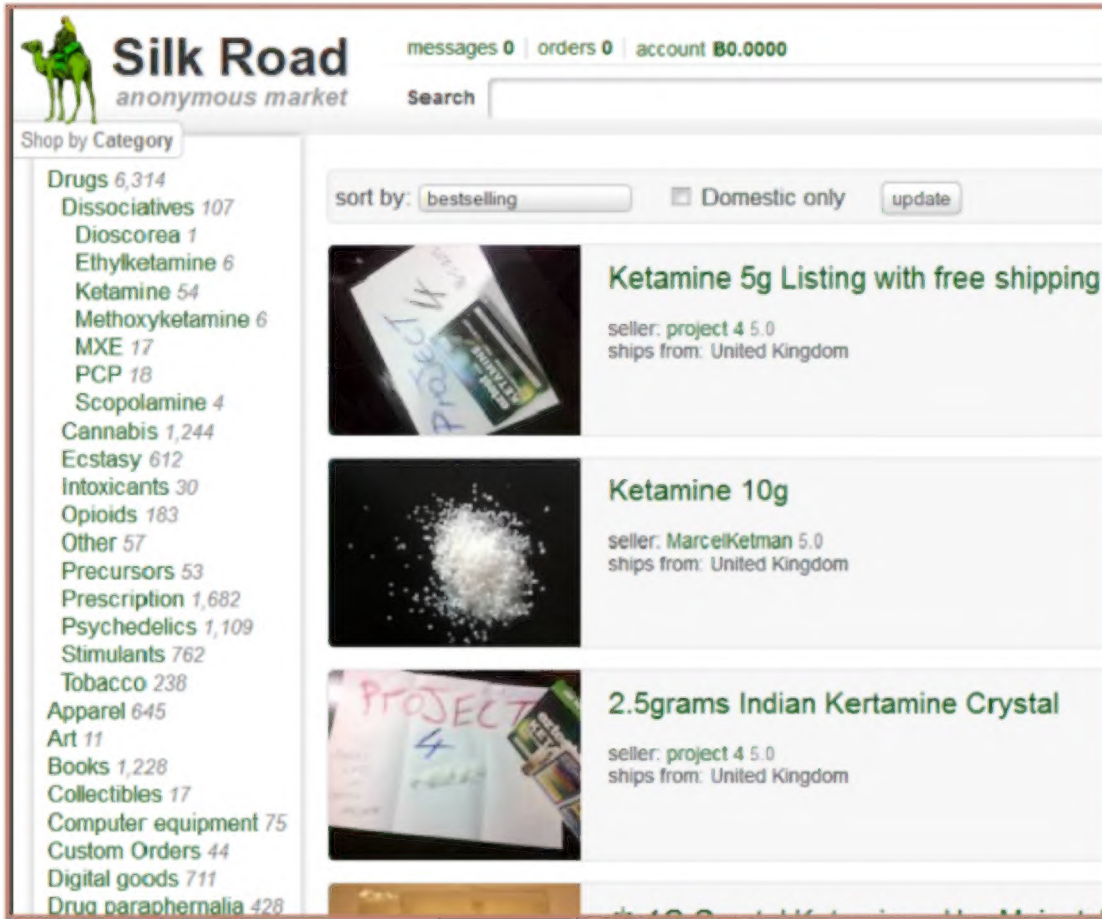 Silk Road
anonymous market
messages 0 | orders 0 | account ฿0.0000
Search
Shop by Category
Drugs 6,314
Dissociatives 107
Dioscorea 1
Ethylketamine 6
Ketamine 54
Methoxyketamine 6
MXE 17
PCP 18
Scopolamine 4
Cannabis 1,244
Ecstasy 612
Intoxicants 30
Opioids 183
Other 57
Precursors 53
Prescription 1,682
Psychedelics 1,109
Stimulants 762
Tobacco 238
Apparel 645
Art 11
Books 1,228
Collectibles 17
Computer equipment 75
Custom Orders 44
Digital goods 711
Drug paraphernalia 428
sort by: bestselling Domestic only update
PROJECT
KETAMINE
Ketamine 5g Listing with free shipping
seller: project 4 5.0
ships from: United Kingdom
Ketamine 10g
seller: MarcelKetman 5.0
ships from: United Kingdom
PROJECT
4
2.5grams Indian Kertamine Crystal
seller: project 4 5.0
ships from: United Kingdom